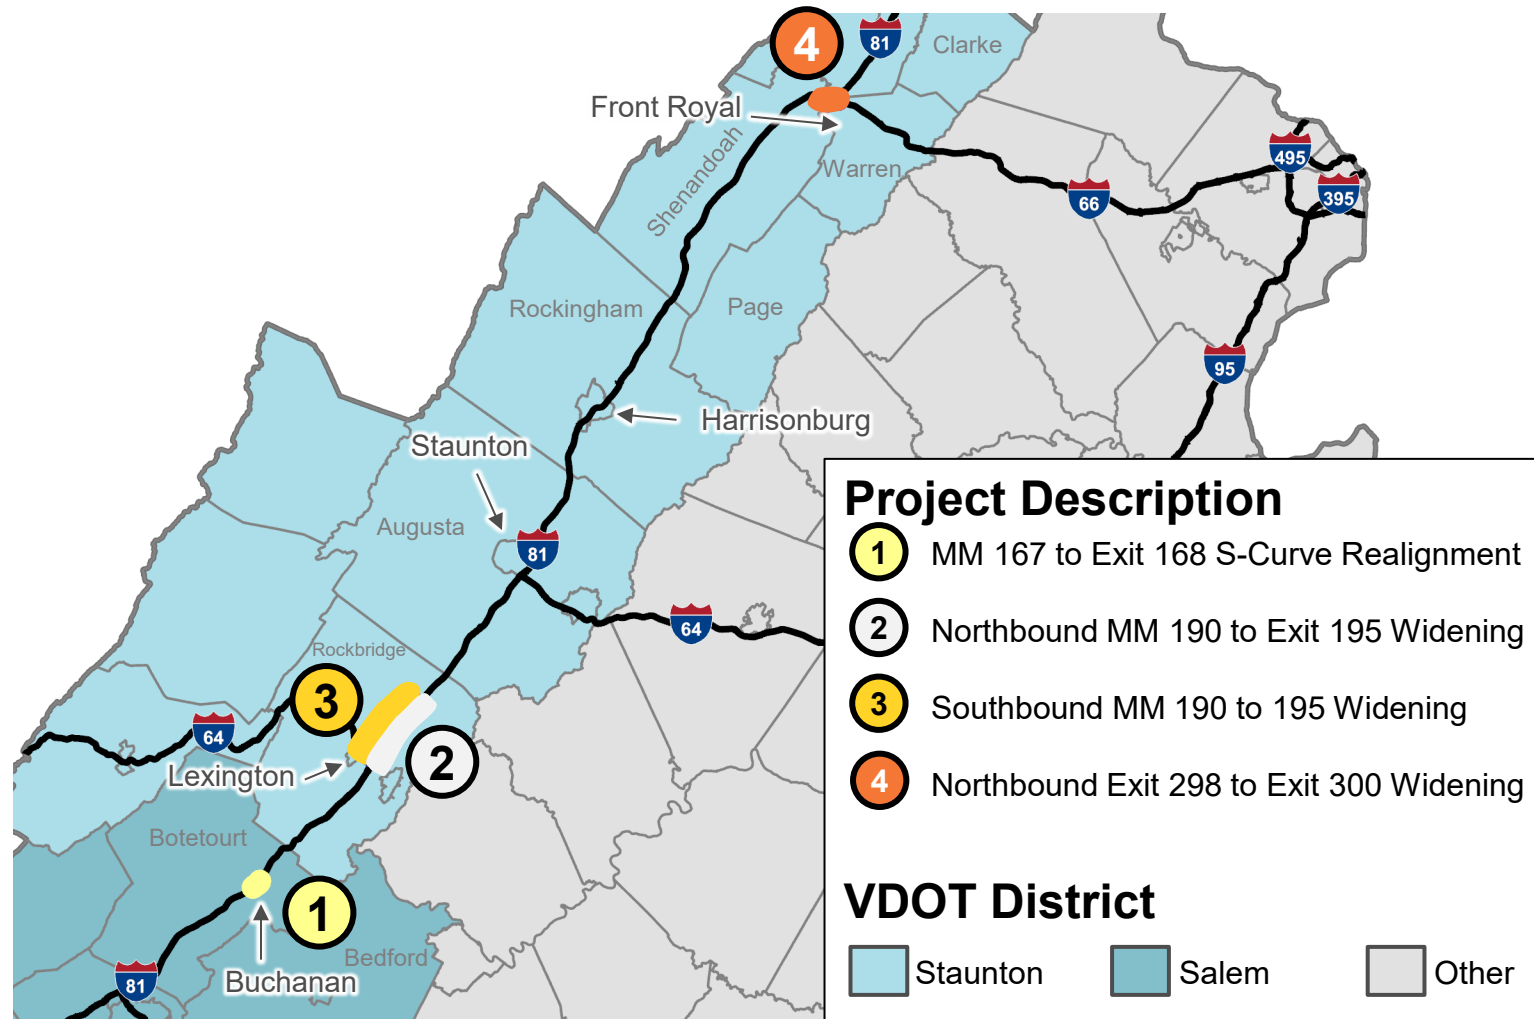 4
81
Clarke
Front Royal
Shenandoah
Warren
495
395
66
Rockingham
Page
95
Harrisonburg
Staunton
Augusta
81
64
Rockbridge
3
64
2
Lexington
Botetourt
1
Bedford
Buchanan
81
Project Description
1 MM 167 to Exit 168 S-Curve Realignment
2 Northbound MM 190 to Exit 195 Widening
3 Southbound MM 190 to 195 Widening
4 Northbound Exit 298 to Exit 300 Widening
VDOT District
Staunton Salem Other